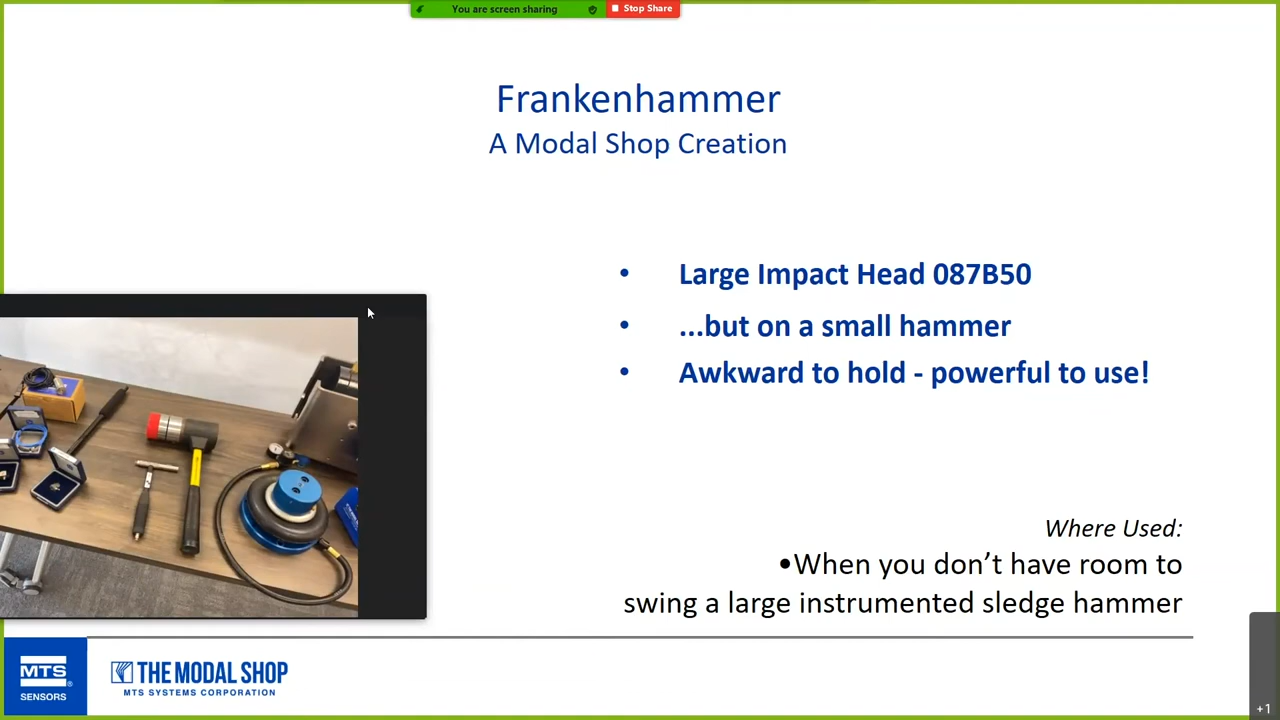 You are screen sharing
Stop Share
Frankenhammer
A Modal Shop Creation
• Large Impact Head 087B50
• ...but on a small hammer
• Awkward to hold - powerful to use!
Where Used:
•When you don’t have room to
swing a large instrumented sledge hammer
MTS®
SENSORS
THE MODAL SHOP
MTS SYSTEMS CORPORATION
+1